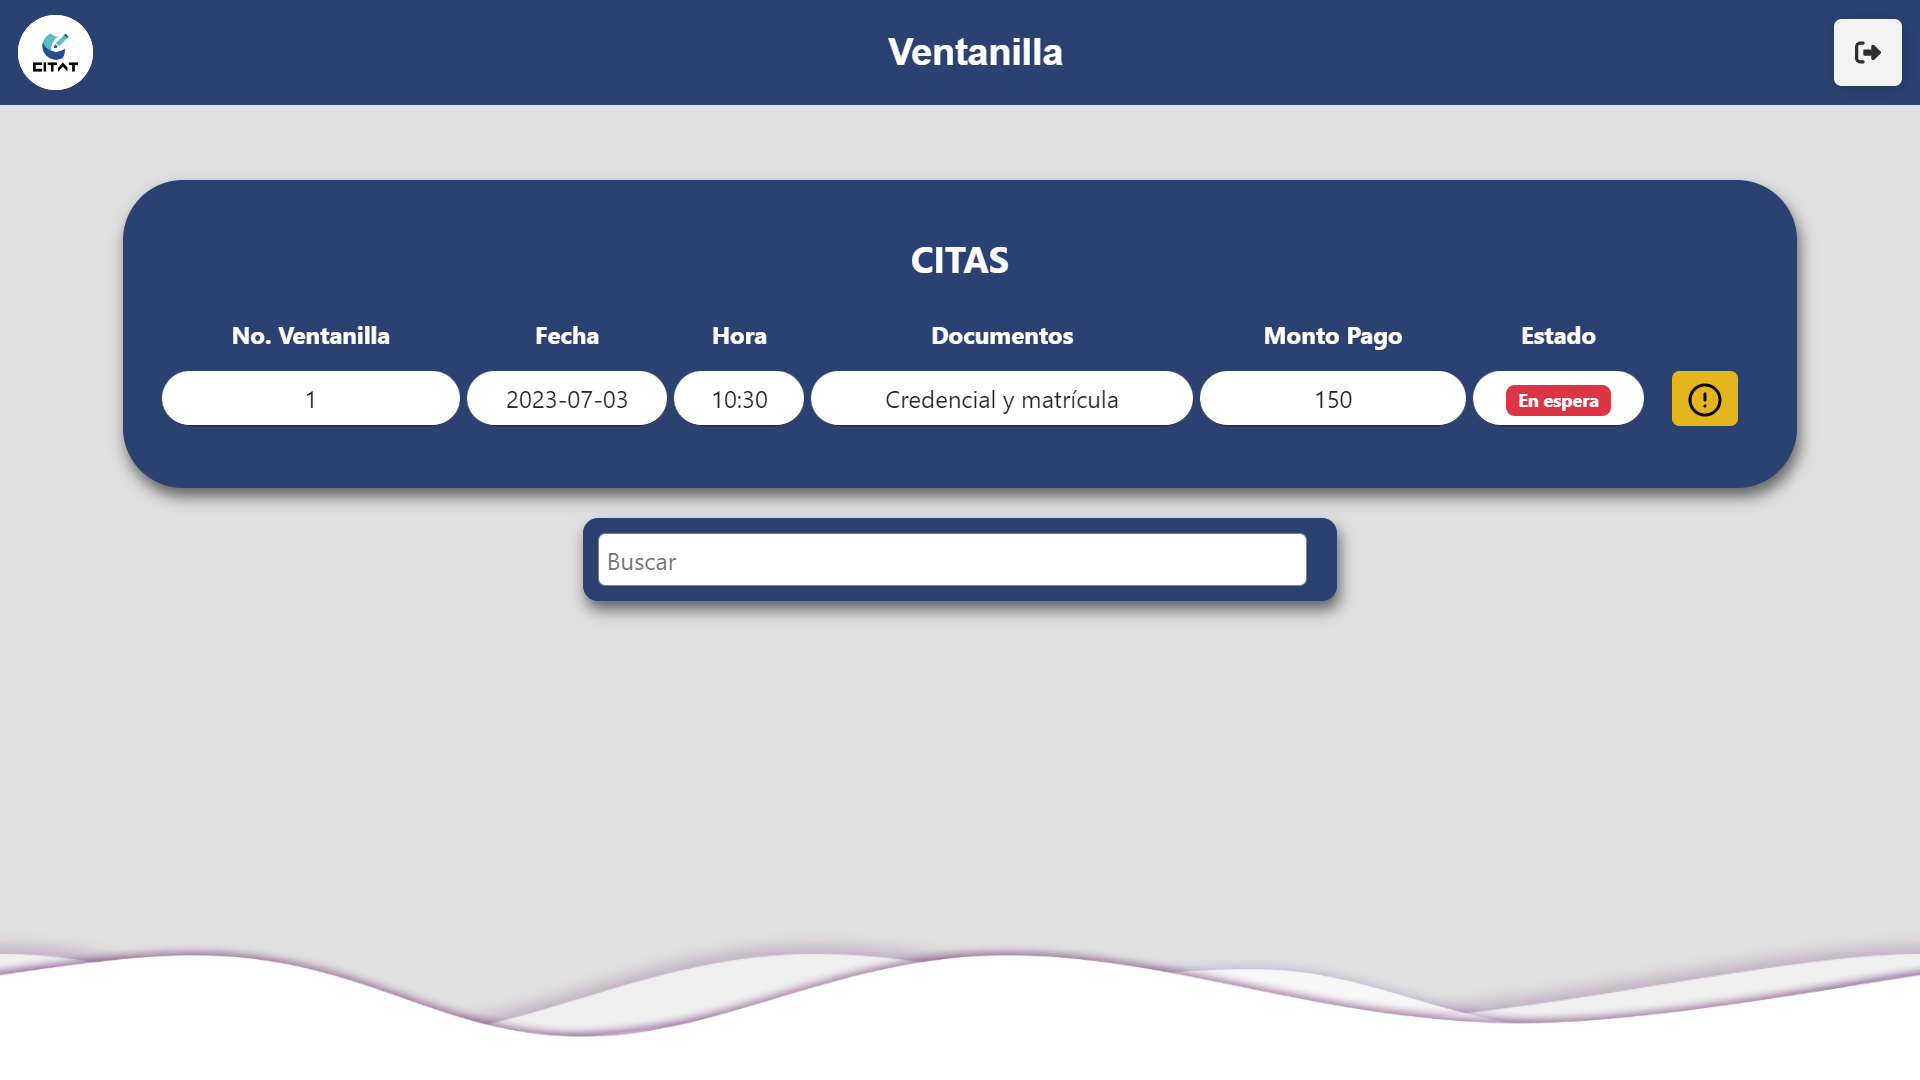 CITAT
Ventanilla
CITAS
No. Ventanilla Fecha Hora Documentos Monto Pago Estado
1 2023-07-03 10:30 Credencial y matrícula 150 En espera
Buscar